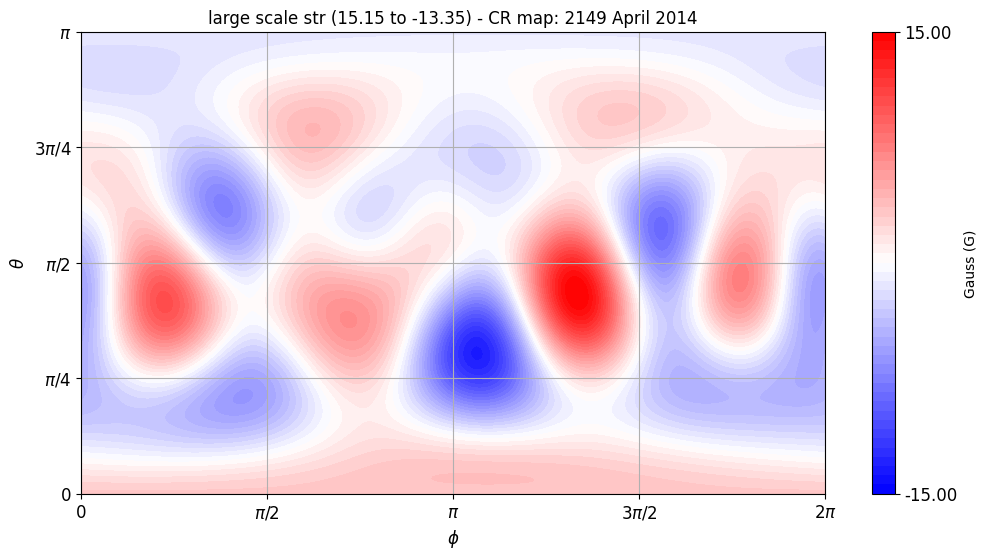 large scale str (15.15 to -13.35) - CR map: 2149 April 2014
π
3π/4
π/2
π/4
0
θ
0
π/2
π
3π/2
2π
ϕ
15.00
-15.00
Gauss (G)